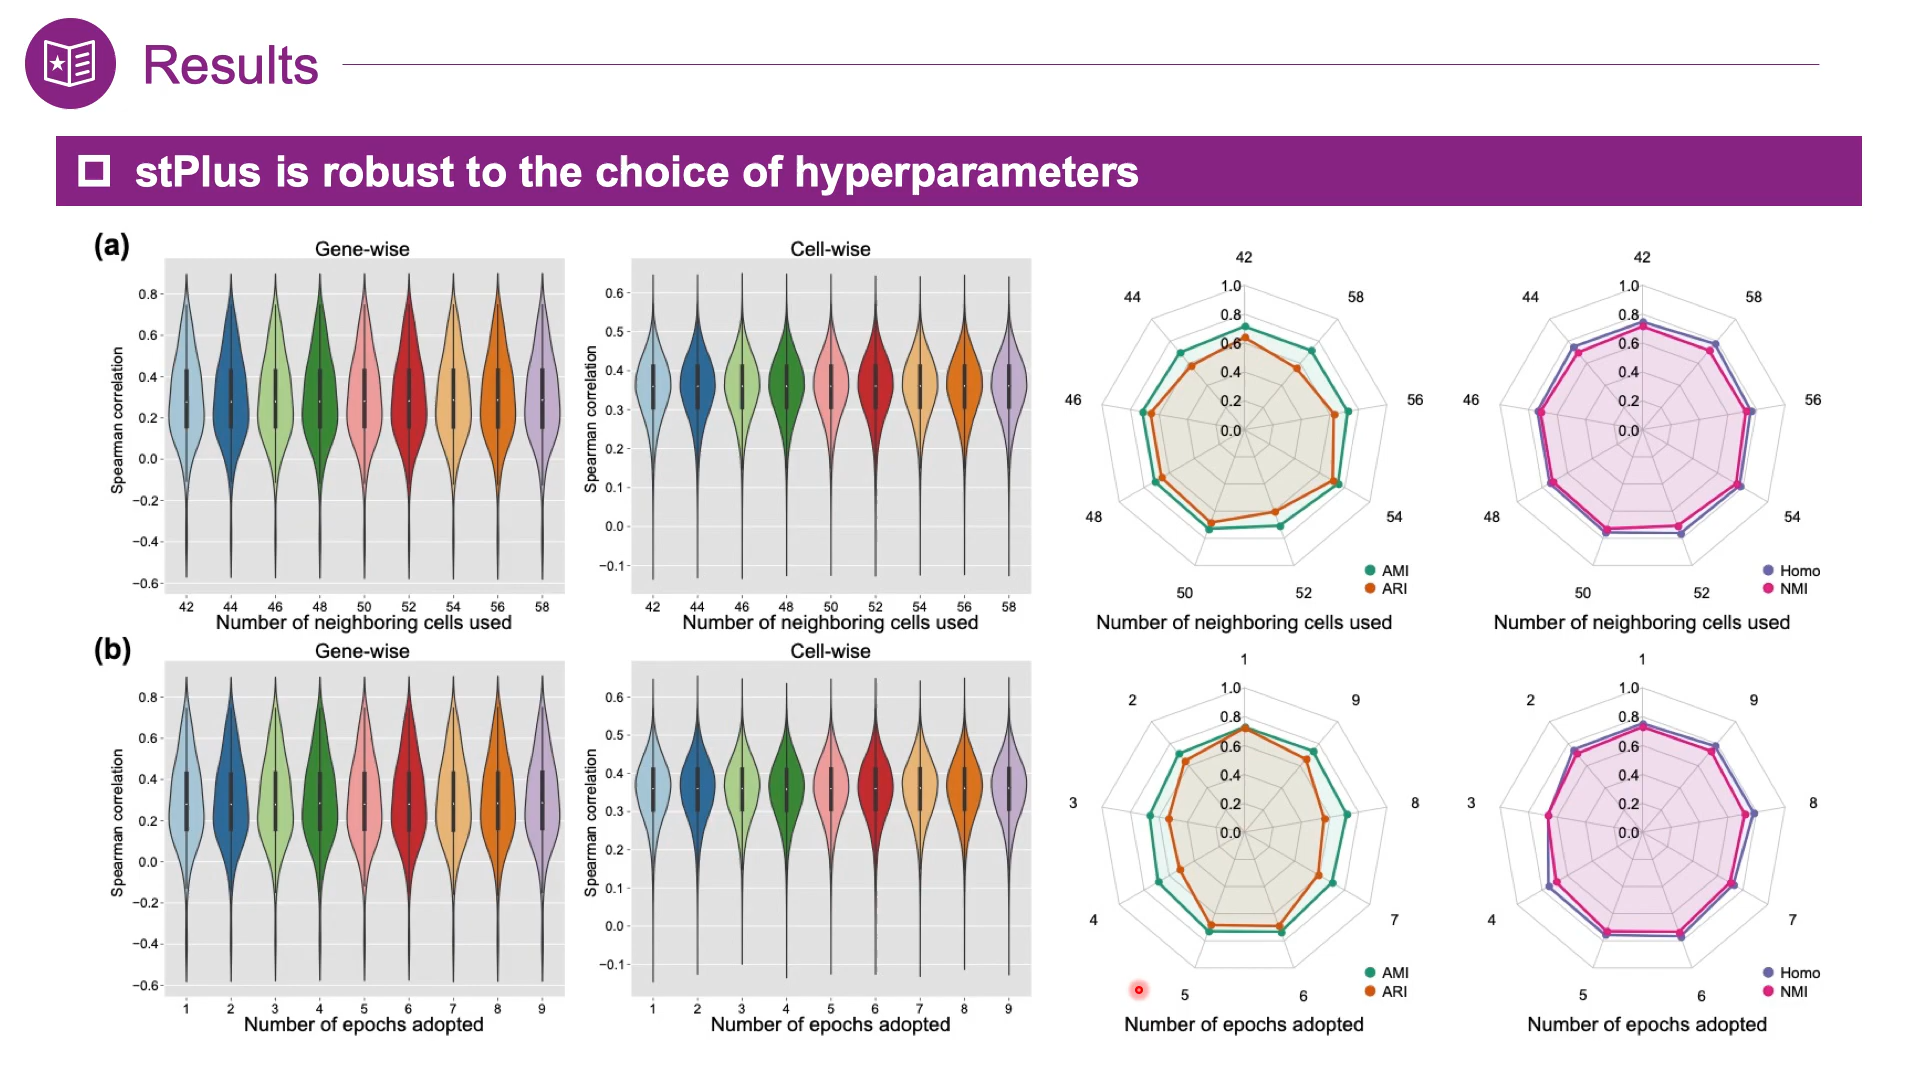 Results
stPlus is robust to the choice of hyperparameters
(a)
Gene-wise
Spearman correlation
0.8
0.6
0.4
0.2
0.0
−0.2
−0.4
−0.6
42 44 46 48 50 52 54 56 58
Number of neighboring cells used
Cell-wise
Spearman correlation
0.6
0.5
0.4
0.3
0.2
0.1
0.0
−0.1
42 44 46 48 50 52 54 56 58
Number of neighboring cells used
42
44
58
1.0
0.8
0.6
0.4
0.2
0.0
46
56
48
54
50
52
AMI
ARI
Number of neighboring cells used
42
44
58
1.0
0.8
0.6
0.4
0.2
0.0
46
56
48
54
50
52
Homo
NMI
Number of neighboring cells used
(b)
Gene-wise
Spearman correlation
0.8
0.6
0.4
0.2
0.0
−0.2
−0.4
−0.6
1 2 3 4 5 6 7 8 9
Number of epochs adopted
Cell-wise
Spearman correlation
0.6
0.5
0.4
0.3
0.2
0.1
0.0
−0.1
1 2 3 4 5 6 7 8 9
Number of epochs adopted
1
2
9
1.0
0.8
0.6
0.4
0.2
0.0
3
8
4
7
5
6
AMI
ARI
Number of epochs adopted
1
2
9
1.0
0.8
0.6
0.4
0.2
0.0
3
8
4
7
5
6
Homo
NMI
Number of epochs adopted